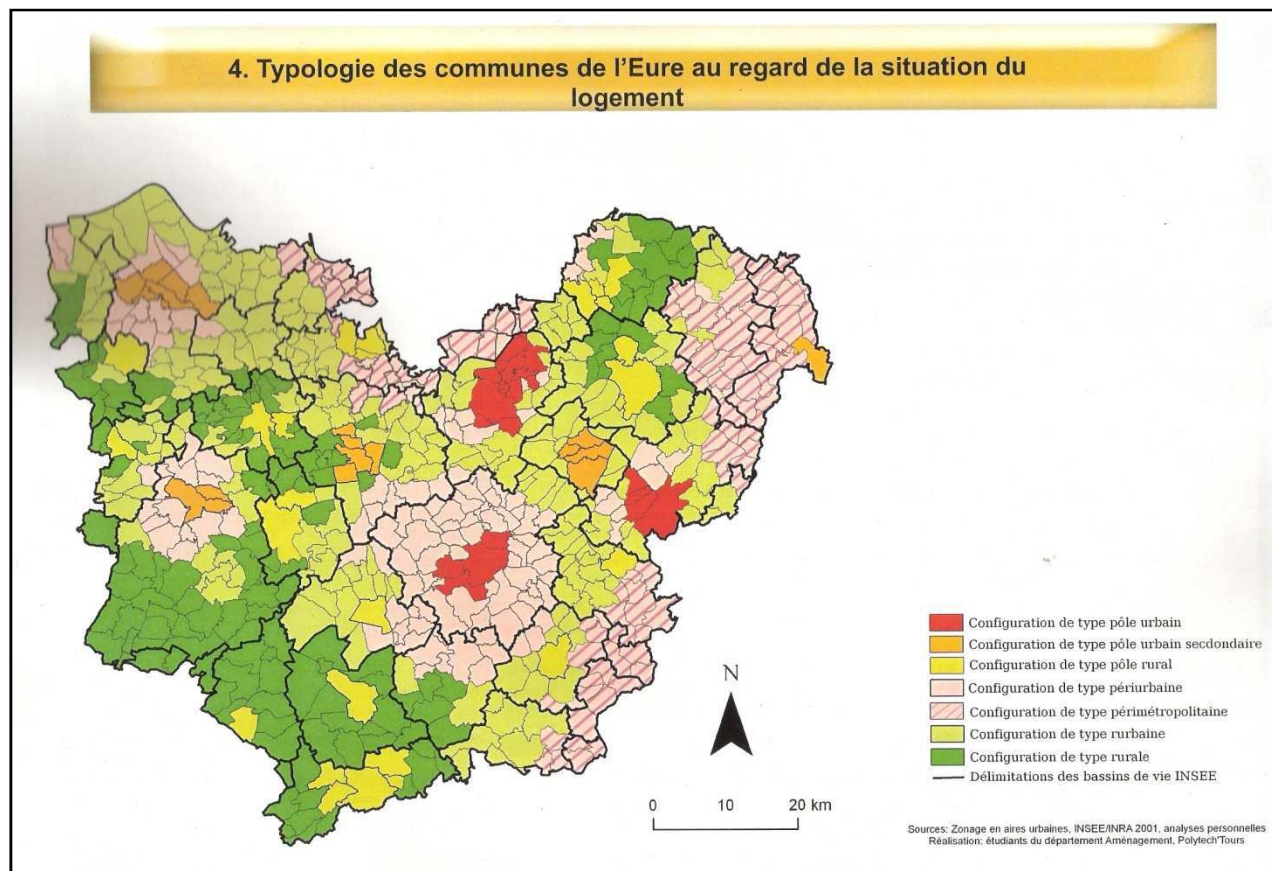 4. Typologie des communes de l'Eure au regard de la situation du
logement
Configuration de type pôle urbain
Configuration de type pôle urbain secdondaire
Configuration de type pôle rural
Configuration de type périurbaine
Configuration de type périmétropolitaine
Configuration de type rurbaine
Configuration de type rurale
Délimitations des bassins de vie INSEE
N
0 10 20 km
Sources: Zonage en aires urbaines, INSEE/INRA 2001, analyses personnelles
Réalisation: étudiants du département Aménagement, Polytech'Tours